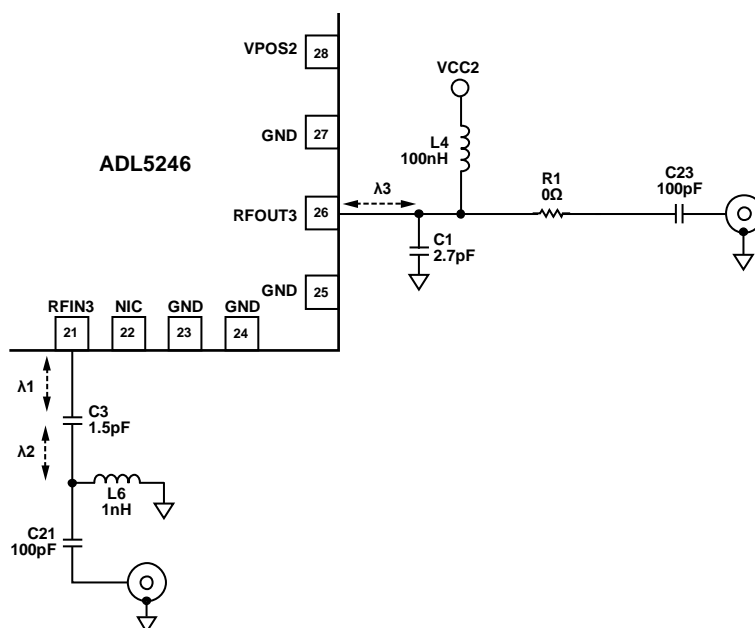 VPOS2
28
VCC2
GND
27
L4
100nH
ADL5246
R1
0Ω
C23
100pF
λ3
RFOUT3
26
C1
2.7pF
GND
25
RFIN3
NIC
GND
GND
21
22
23
24
λ1
C3
1.5pF
λ2
L6
1nH
C21
100pF